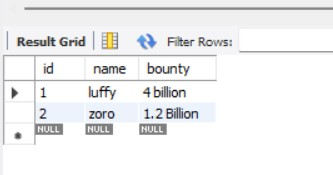 Result Grid Filter Rows:
id name bounty
1 luffy 4 billion
2 zoro 1.2 Billion
NULL NULL NULL